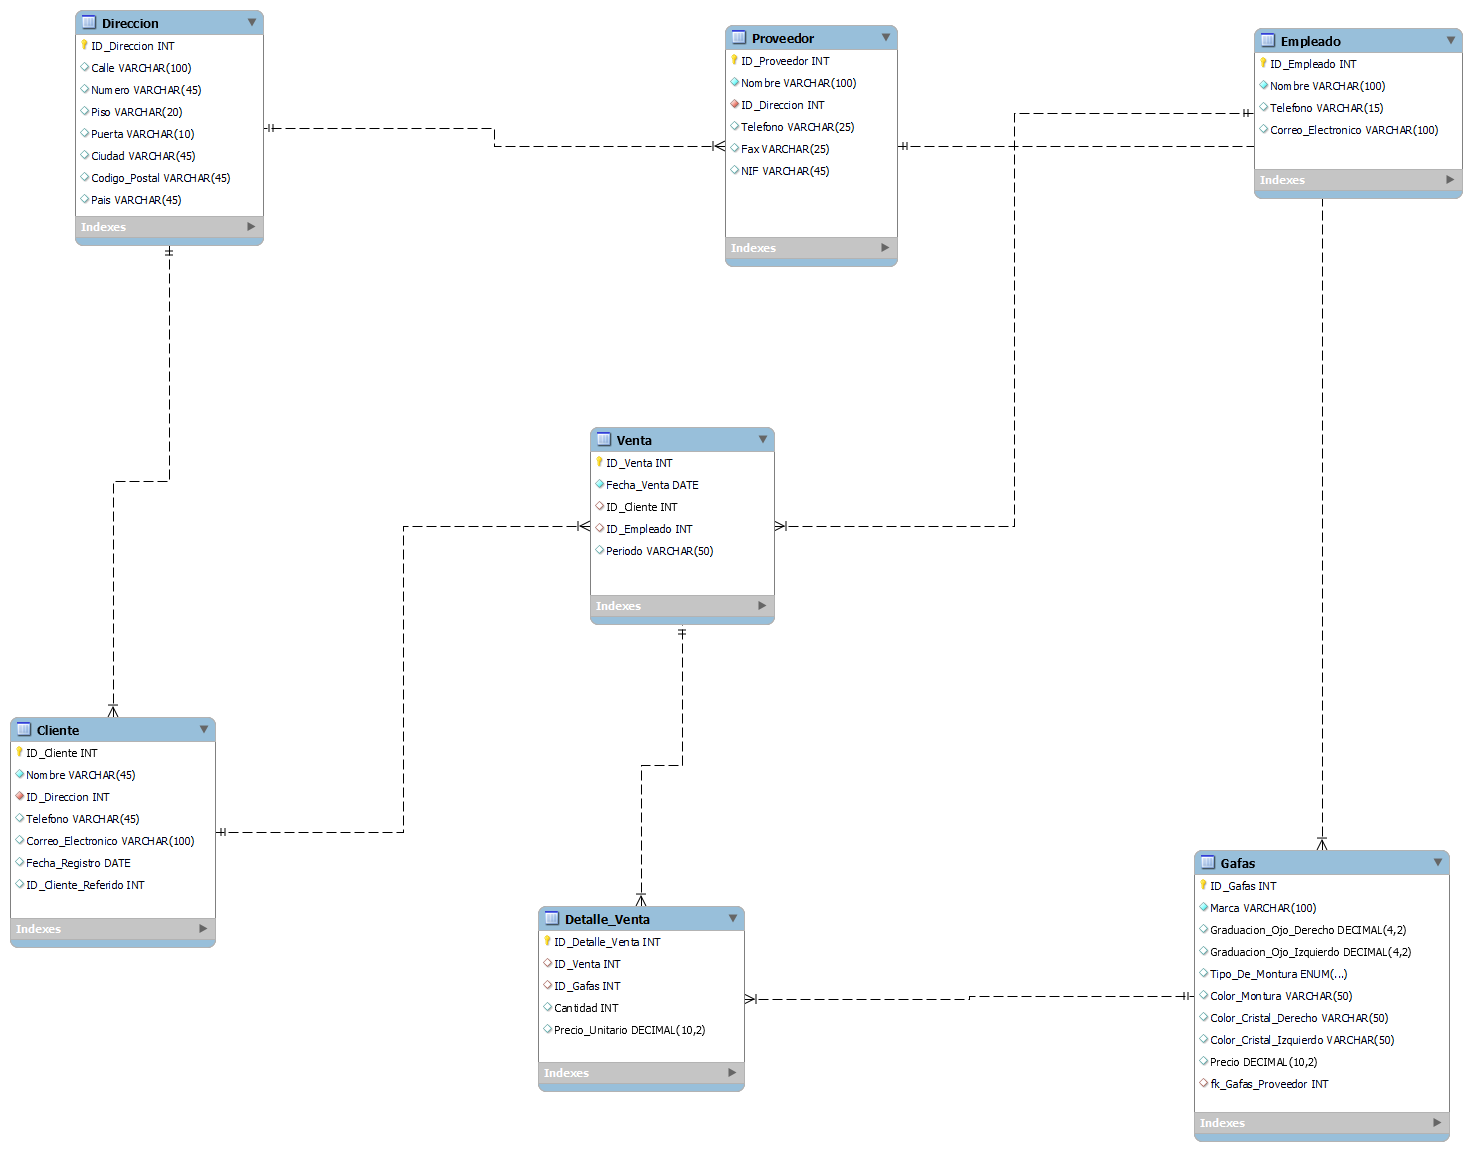 Direccion
ID_Direccion INT
Calle VARCHAR(100)
Numero VARCHAR(45)
Piso VARCHAR(20)
Puerta VARCHAR(10)
Ciudad VARCHAR(45)
Codigo_Postal VARCHAR(45)
Pais VARCHAR(45)
Indexes
Proveedor
ID_Proveedor INT
Nombre VARCHAR(100)
ID_Direccion INT
Telefono VARCHAR(25)
Fax VARCHAR(25)
NIF VARCHAR(45)
Indexes
Empleado
ID_Empleado INT
Nombre VARCHAR(100)
Telefono VARCHAR(15)
Correo_Electronico VARCHAR(100)
Indexes
Venta
ID_Venta INT
Fecha_Venta DATE
ID_Cliente INT
ID_Empleado INT
Periodo VARCHAR(50)
Indexes
Cliente
ID_Cliente INT
Nombre VARCHAR(45)
ID_Direccion INT
Telefono VARCHAR(45)
Correo_Electronico VARCHAR(100)
Fecha_Registro DATE
ID_Cliente_Referido INT
Indexes
Detalle_Venta
ID_Detalle_Venta INT
ID_Venta INT
ID_Gafas INT
Cantidad INT
Precio_Unitario DECIMAL(10,2)
Indexes
Gafas
ID_Gafas INT
Marca VARCHAR(100)
Graduacion_Ojo_Derecho DECIMAL(4,2)
Graduacion_Ojo_Izquierdo DECIMAL(4,2)
Tipo_De_Montura ENUM(...)
Color_Montura VARCHAR(50)
Color_Cristal_Derecho VARCHAR(50)
Color_Cristal_Izquierdo VARCHAR(50)
Precio DECIMAL(10,2)
fk_Gafas_Proveedor INT
Indexes